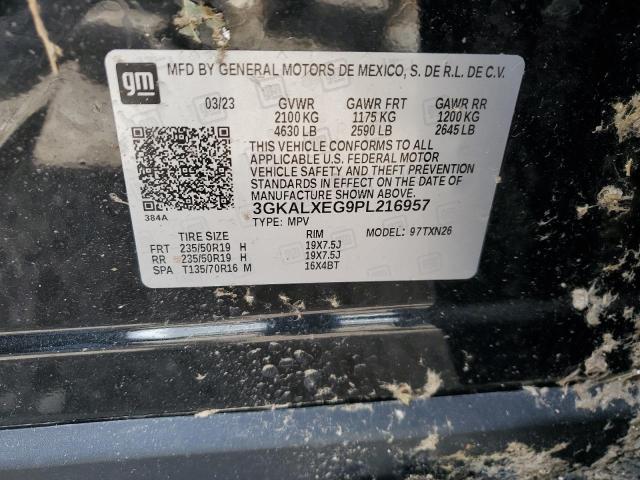 gm
MFD BY GENERAL MOTORS DE MEXICO, S. DE R.L. DE C.V.
03/23 GVWR GAWR FRT GAWR RR
2100 KG 1175 KG 1200 KG
4630 LB 2590 LB 2645 LB
THIS VEHICLE CONFORMS TO ALL
APPLICABLE U.S. FEDERAL MOTOR
VEHICLE SAFETY AND THEFT PREVENTION
STANDARDS IN EFFECT ON THE DATE OF
MANUFACTURE SHOWN ABOVE.
384A 3GKALXEG9PL216957
TYPE: MPV MODEL: 97TXN26
TIRE SIZE RIM
FRT 235/50R19 H 19X7.5J
RR 235/50R19 H 19X7.5J
SPA T135/70R16 M 16X4BT